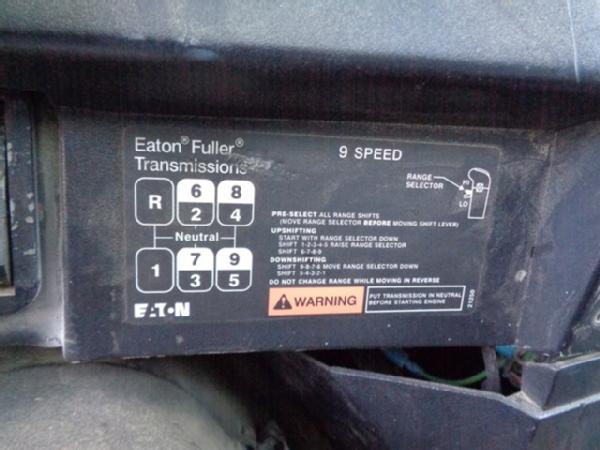 Eaton® Fuller®
Transmissions
9 SPEED
R 6 8
2 4
Neutral
1 7 9
3 5
EATON
RANGE
SELECTOR
HI
LO
PRE-SELECT ALL RANGE SHIFTS
(MOVE RANGE SELECTOR BEFORE MOVING SHIFT LEVER)
UPSHIFTING
START WITH RANGE SELECTOR DOWN
SHIFT 1-2-3-4-5 RAISE RANGE SELECTOR
SHIFT 6-7-8-9
DOWNSHIFTING
SHIFT 9-8-7-6 MOVE RANGE SELECTOR DOWN
SHIFT 5-4-3-2-1
DO NOT CHANGE RANGE WHILE MOVING IN REVERSE
WARNING
PUT TRANSMISSION IN NEUTRAL
BEFORE STARTING ENGINE